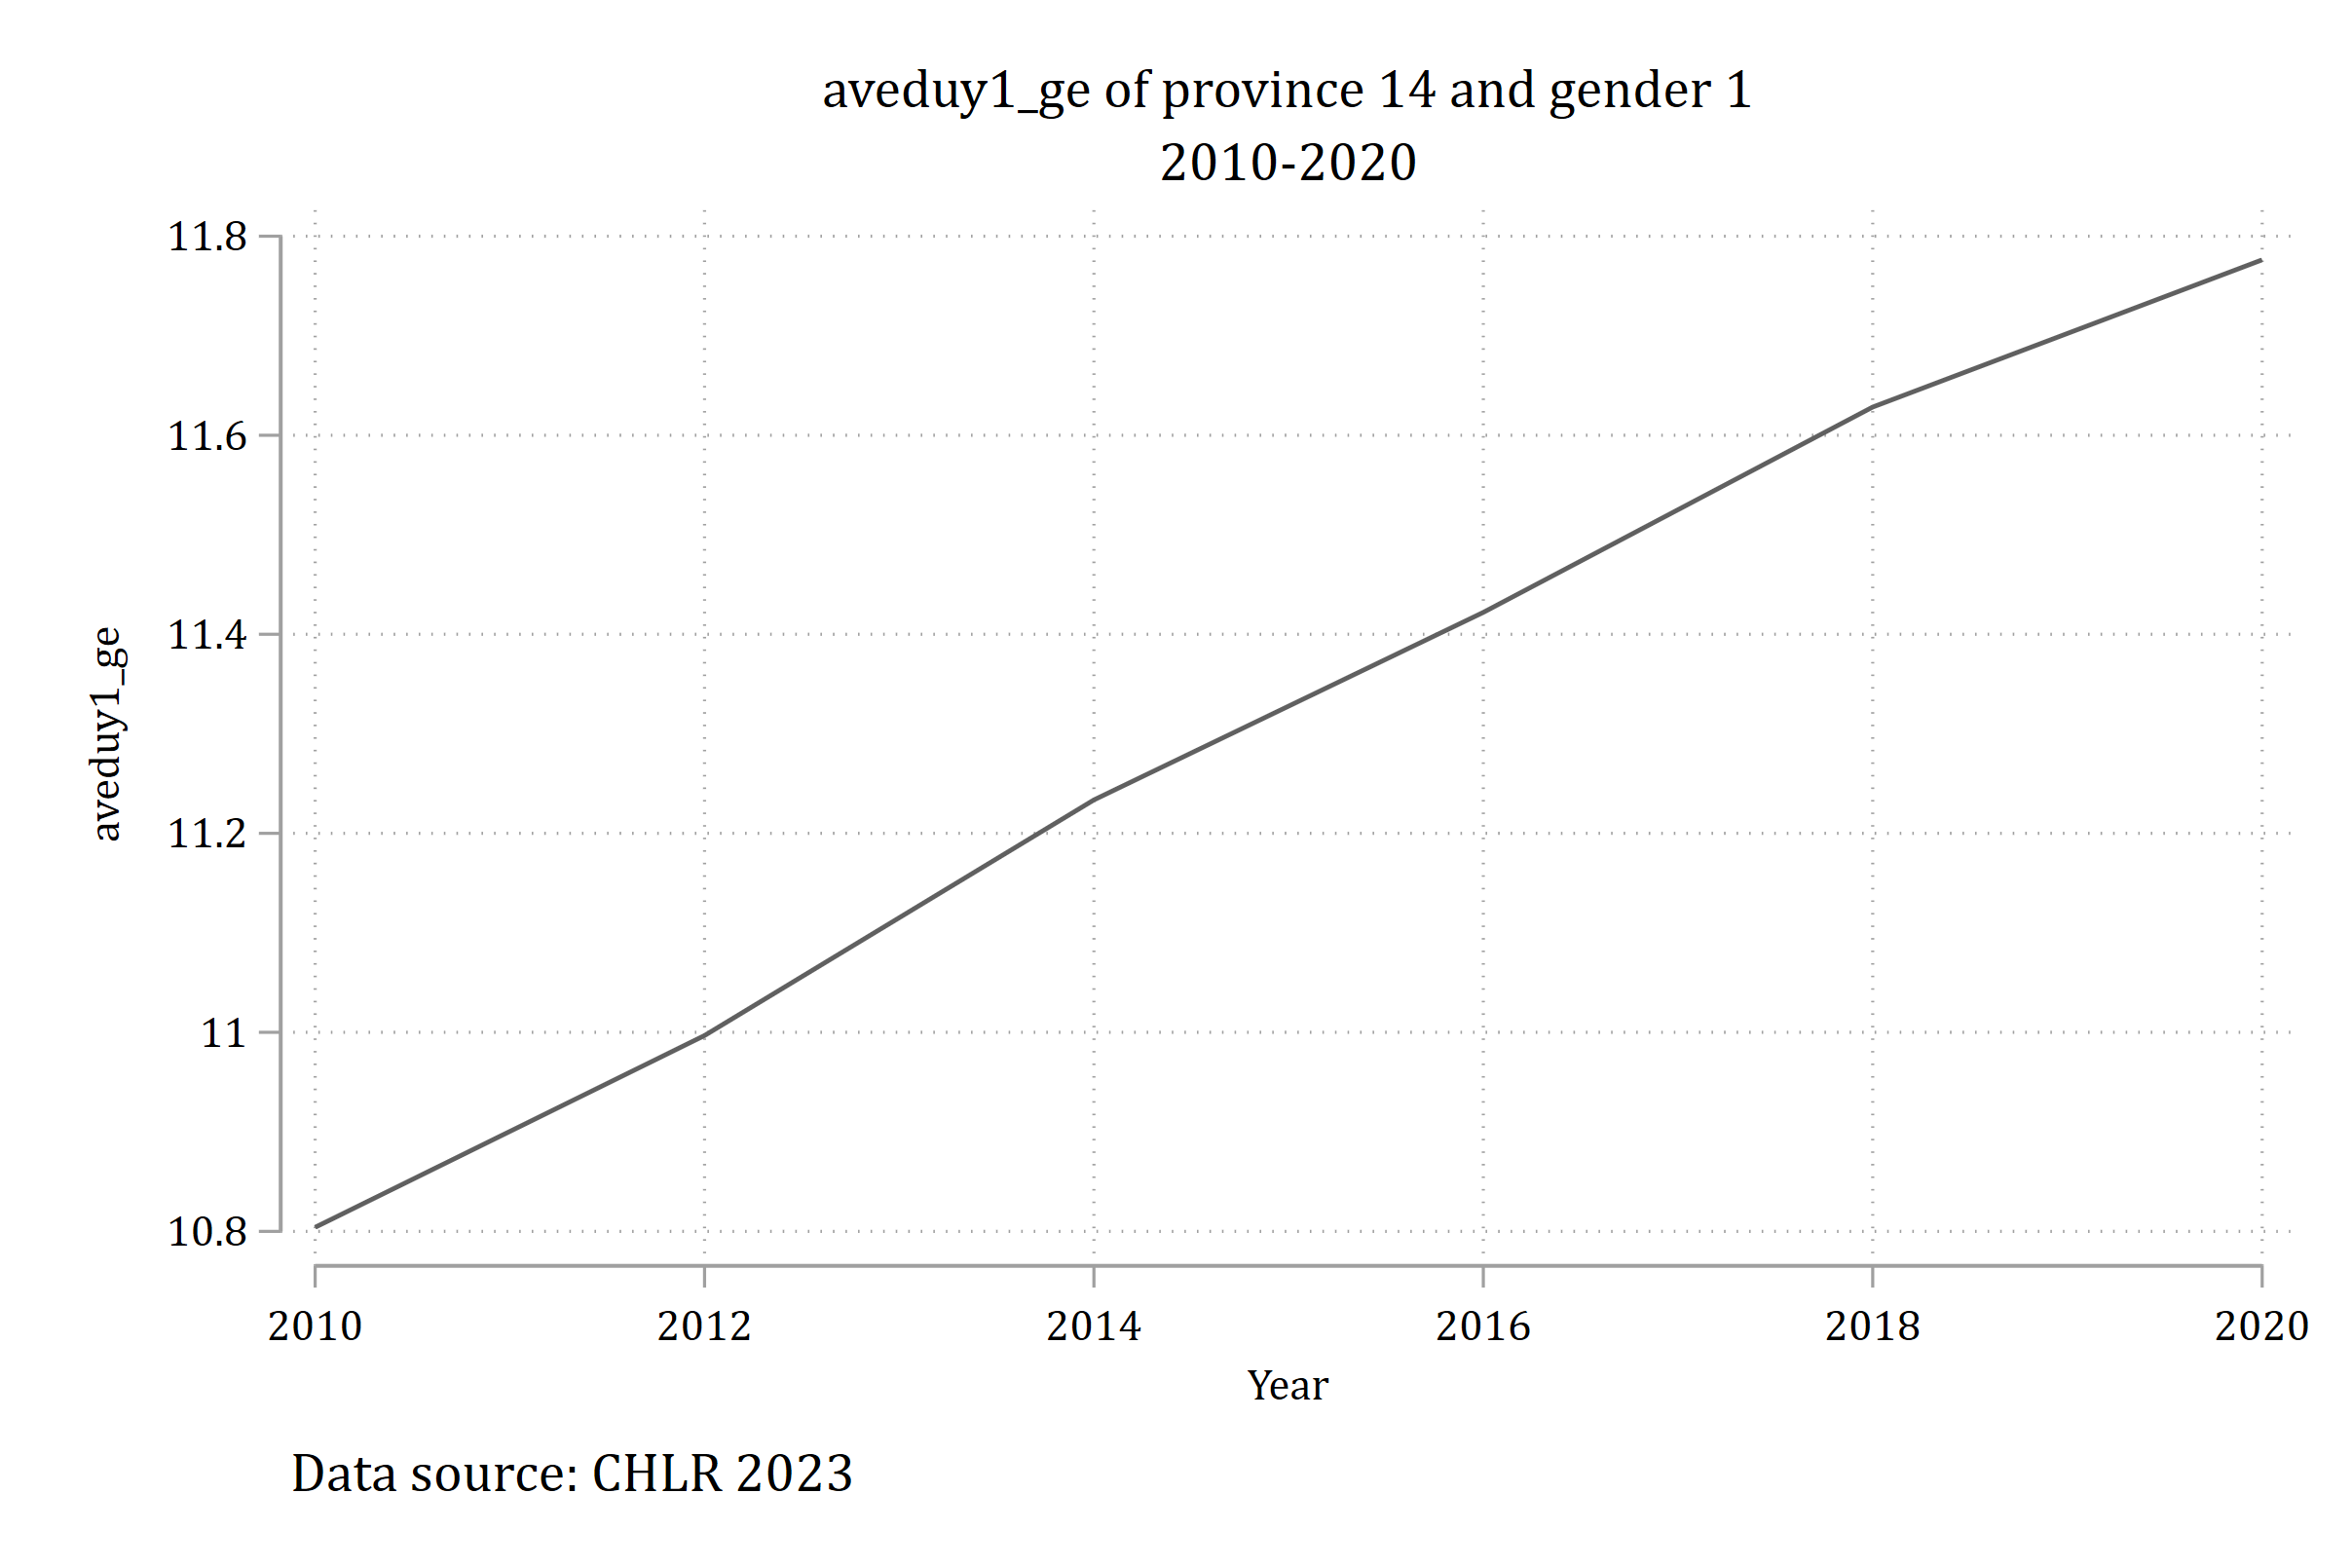 aveduy1_ge of province 14 and gender 1
2010-2020
11.8
11.6
11.4
11.2
11
10.8
aveduy1_ge
2010 2012 2014 2016 2018 2020
Year
Data source: CHLR 2023